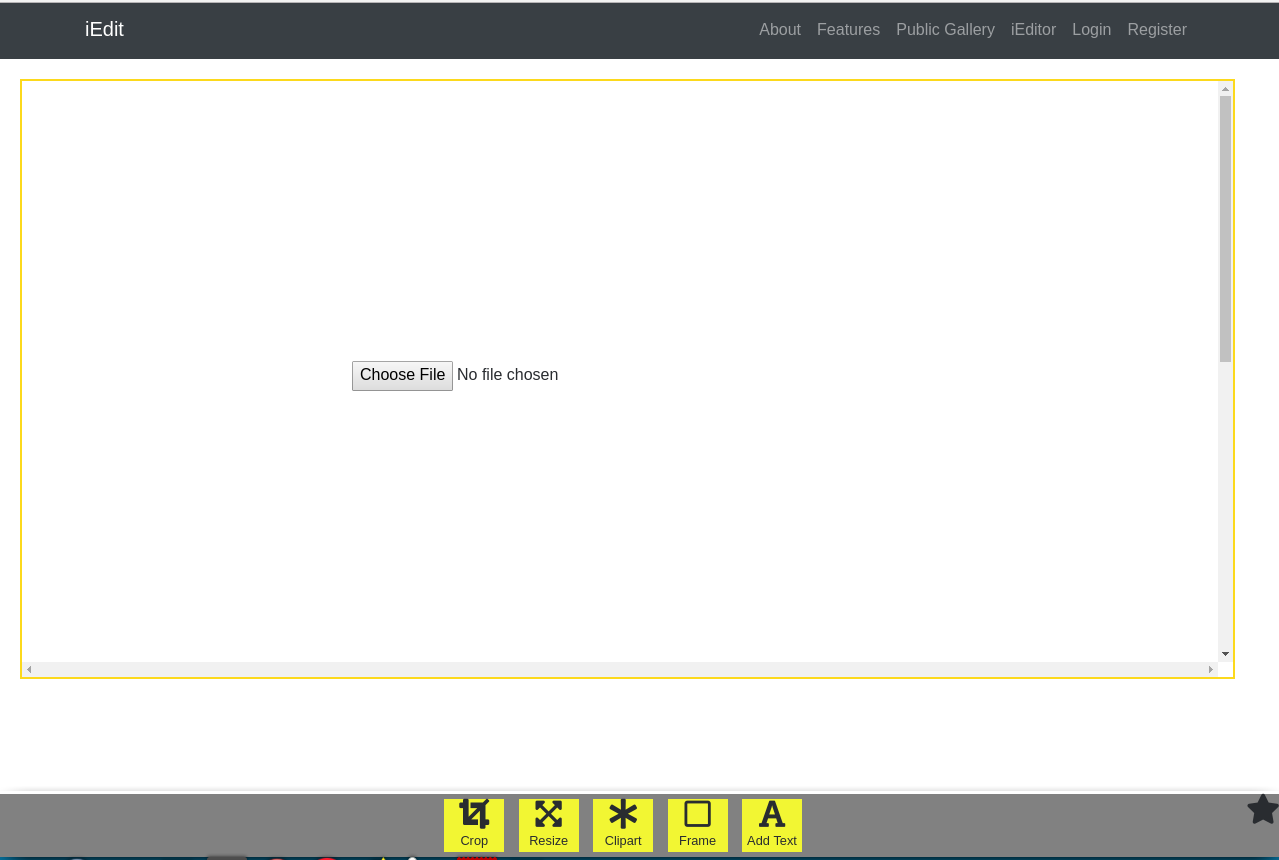 iEdit About Features Public Gallery iEditor Login Register
Choose File No file chosen
Crop Resize Clipart Frame Add Text